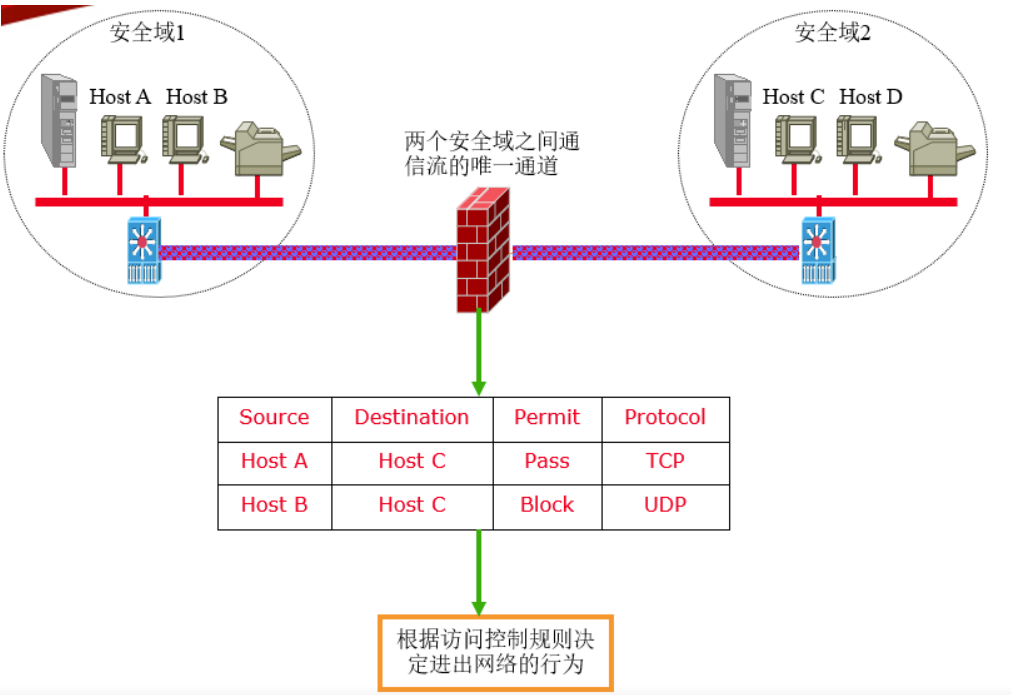 安全域1
安全域2
Host A Host B
Host C Host D
两个安全域之间通
信流的唯一通道
Source Destination Permit Protocol
Host A Host C Pass TCP
Host B Host C Block UDP
根据访问控制规则决
定进出网络的行为